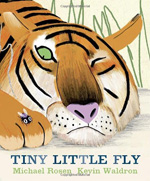 TINY LITTLE FLY
Michael Rosen Kevin Waldron